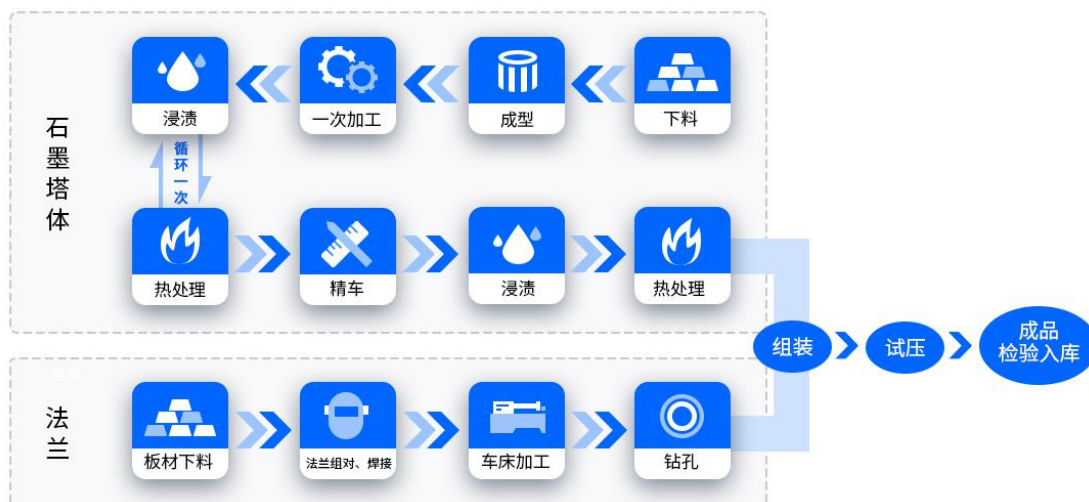 石墨塔体
浸渍
一次加工
成型
下料
循环一次
热处理
精车
浸渍
热处理
组装
试压
成品
检验入库
法兰
板材下料
法兰组对、焊接
车床加工
钻孔